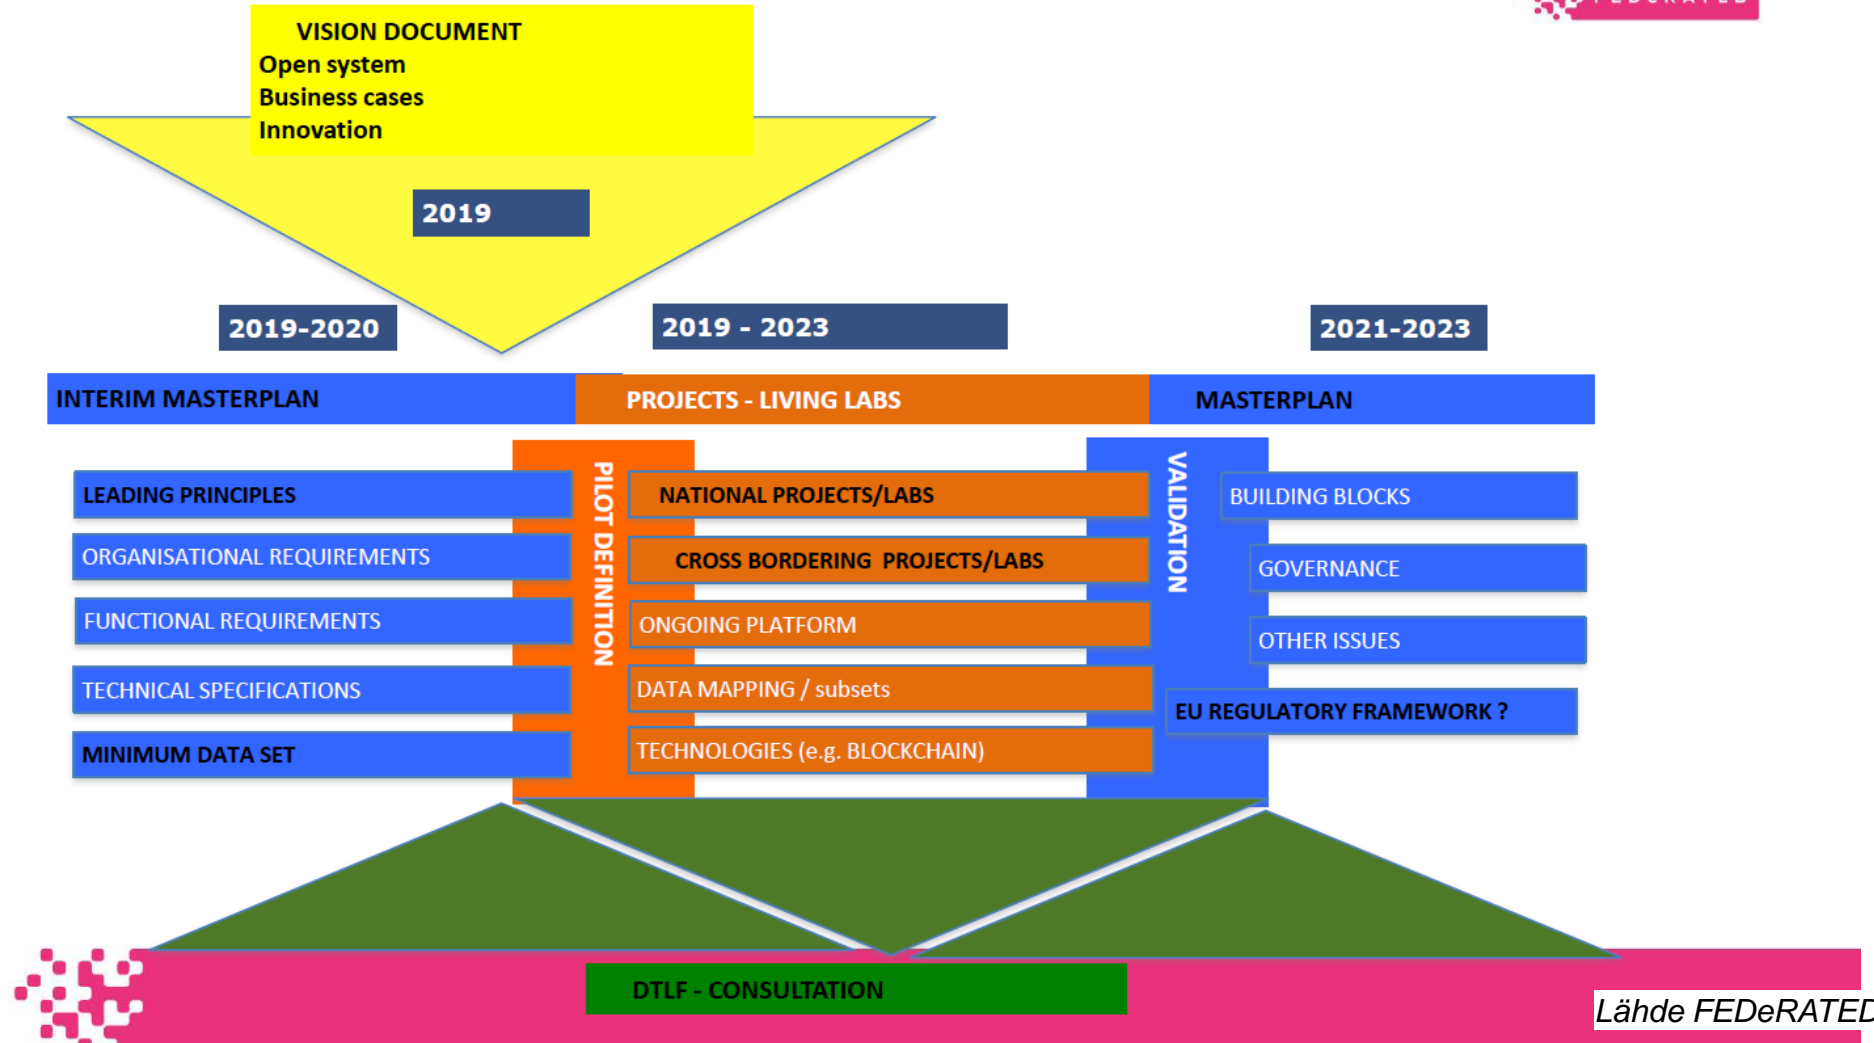 FEDERATED
VISION DOCUMENT
Open system
Business cases
Innovation
2019
2019-2020
2019 - 2023
2021-2023
INTERIM MASTERPLAN
PROJECTS - LIVING LABS
MASTERPLAN
PILOT DEFINITION
VALIDATION
LEADING PRINCIPLES
ORGANISATIONAL REQUIREMENTS
FUNCTIONAL REQUIREMENTS
TECHNICAL SPECIFICATIONS
MINIMUM DATA SET
NATIONAL PROJECTS/LABS
CROSS BORDERING PROJECTS/LABS
ONGOING PLATFORM
DATA MAPPING / subsets
TECHNOLOGIES (e.g. BLOCKCHAIN)
BUILDING BLOCKS
GOVERNANCE
OTHER ISSUES
EU REGULATORY FRAMEWORK ?
DTLF - CONSULTATION
Lähde FEDeRATED